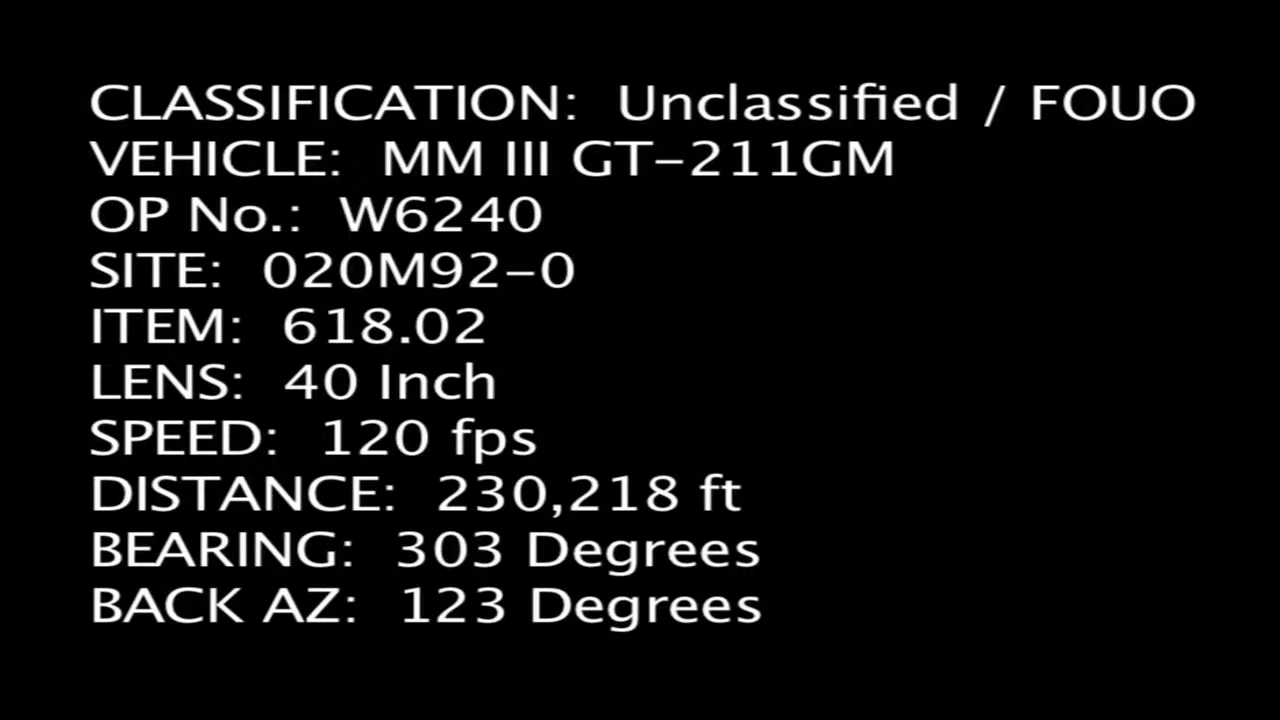 CLASSIFICATION: Unclassified / FOUO
VEHICLE: MM III GT-211GM
OP No.: W6240
SITE: 020M92-0
ITEM: 618.02
LENS: 40 Inch
SPEED: 120 fps
DISTANCE: 230,218 ft
BEARING: 303 Degrees
BACK AZ: 123 Degrees